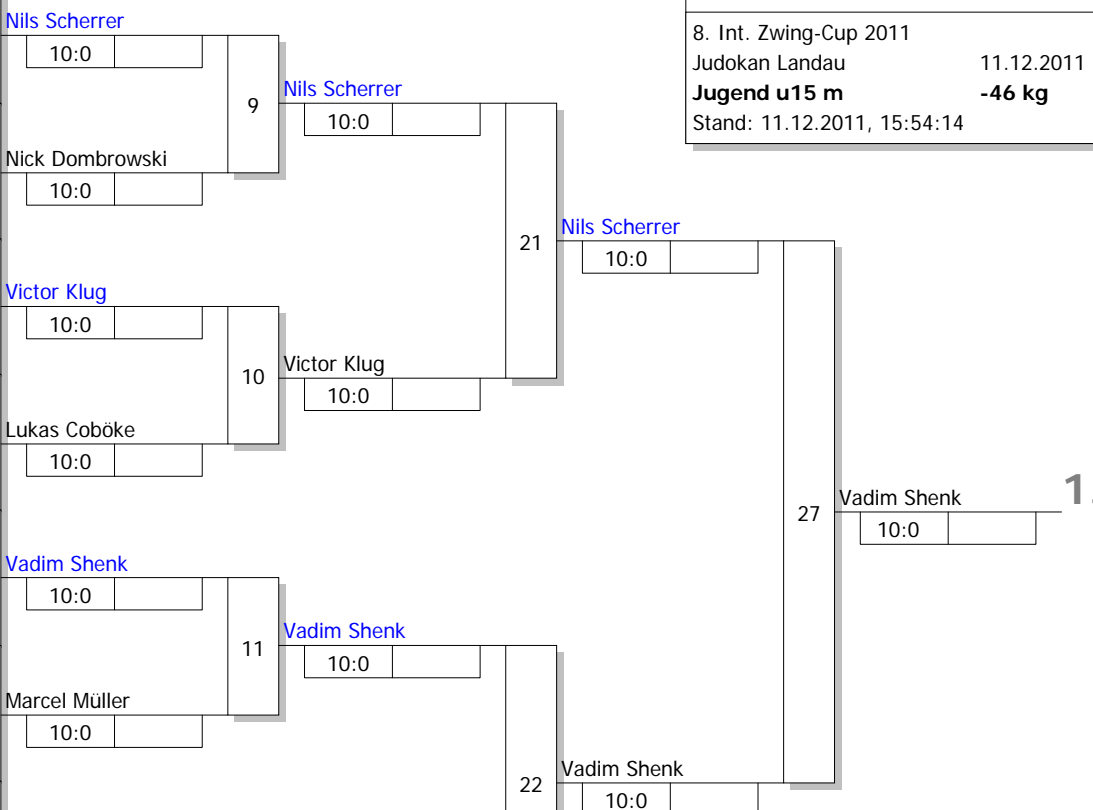 8. Int. Zwing-Cup 2011
Judokan Landau 11.12.2011
Jugend u15 m -46 kg
Stand: 11.12.2011, 15:54:14
Nils Scherrer
10:0
9
Nick Dombrowski
10:0
Nils Scherrer
10:0
21
Victor Klug
10:0
10
Lukas Coböke
10:0
Victor Klug
10:0
Nils Scherrer
10:0
27
Vadim Shenk
10:0
1.
Vadim Shenk
10:0
11
Marcel Müller
10:0
Vadim Shenk
10:0
22
Vadim Shenk
10:0